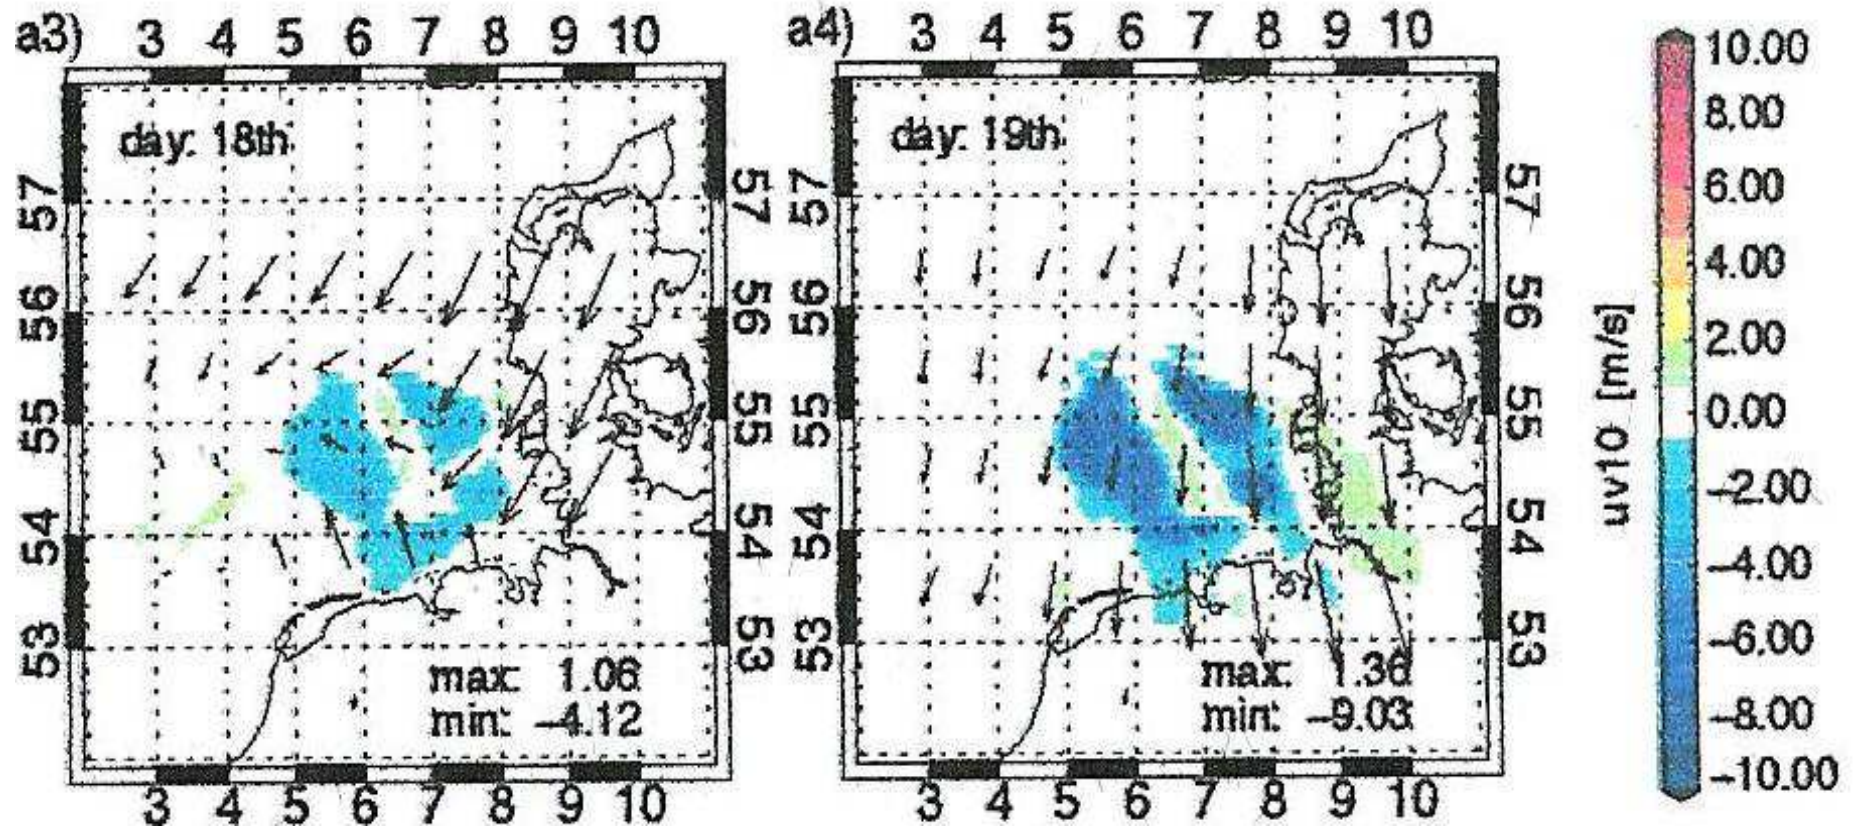 a3) 3 4 5 6 7 8 9 10
day: 18th
57 57
56 56
55 55
54 54
53 53
max: 1.06
min: -4.12
3 4 5 6 7 8 9 10
a4) 3 4 5 6 7 8 9 10
day: 19th
57 57
56 56
55 55
54 54
53 53
max: 1.36
min: -9.03
3 4 5 6 7 8 9 10
uv10 [m/s]
10.00
8.00
6.00
4.00
2.00
0.00
-2.00
-4.00
-6.00
-8.00
-10.00